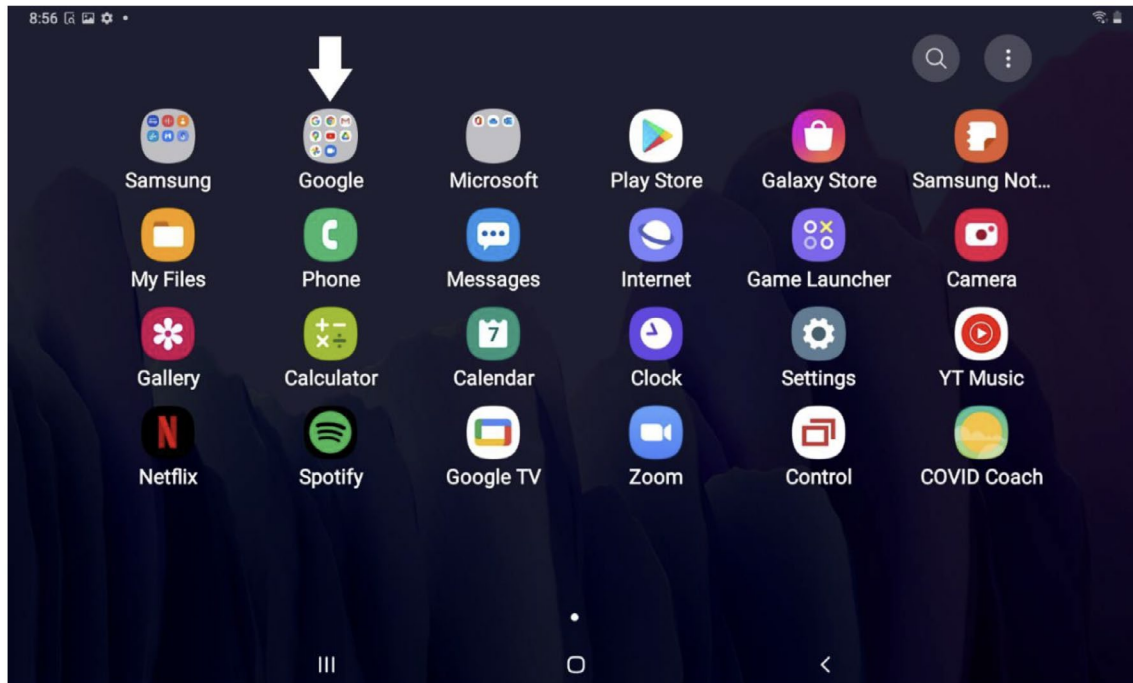 8:56
Samsung Google Microsoft Play Store Galaxy Store Samsung Not...
My Files Phone Messages Internet Game Launcher Camera
7
Gallery Calculator Calendar Clock Settings YT Music
N
Netflix Spotify Google TV Zoom Control COVID Coach